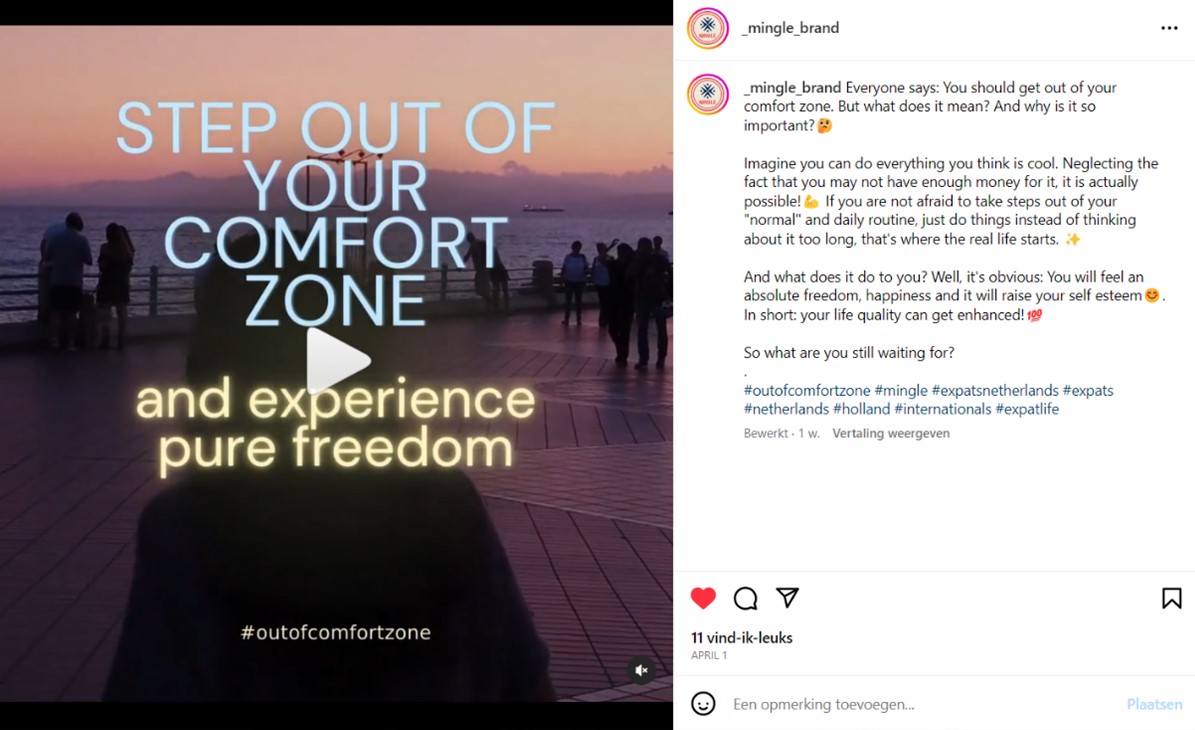 STEP OUT OF
YOUR
COMFORT
ZONE
and experience
pure freedom
#outofcomfortzone
_mingle_brand
_mingle_brand Everyone says: You should get out of your
comfort zone. But what does it mean? And why is it so
important?🤔
Imagine you can do everything you think is cool. Neglecting the
fact that you may not have enough money for it, it is actually
possible!💪 If you are not afraid to take steps out of your
"normal" and daily routine, just do things instead of thinking
about it too long, that's where the real life starts. ✨
And what does it do to you? Well, it's obvious: You will feel an
absolute freedom, happiness and it will raise your self esteem😊.
In short: your life quality can get enhanced!💯
So what are you still waiting for?
.
#outofcomfortzone #mingle #expatsnetherlands #expats
#netherlands #holland #internationals #expatlife
Bewerkt · 1 w. Vertaling weergeven
11 vind-ik-leuks
APRIL 1
Een opmerking toevoegen...
Plaatsen